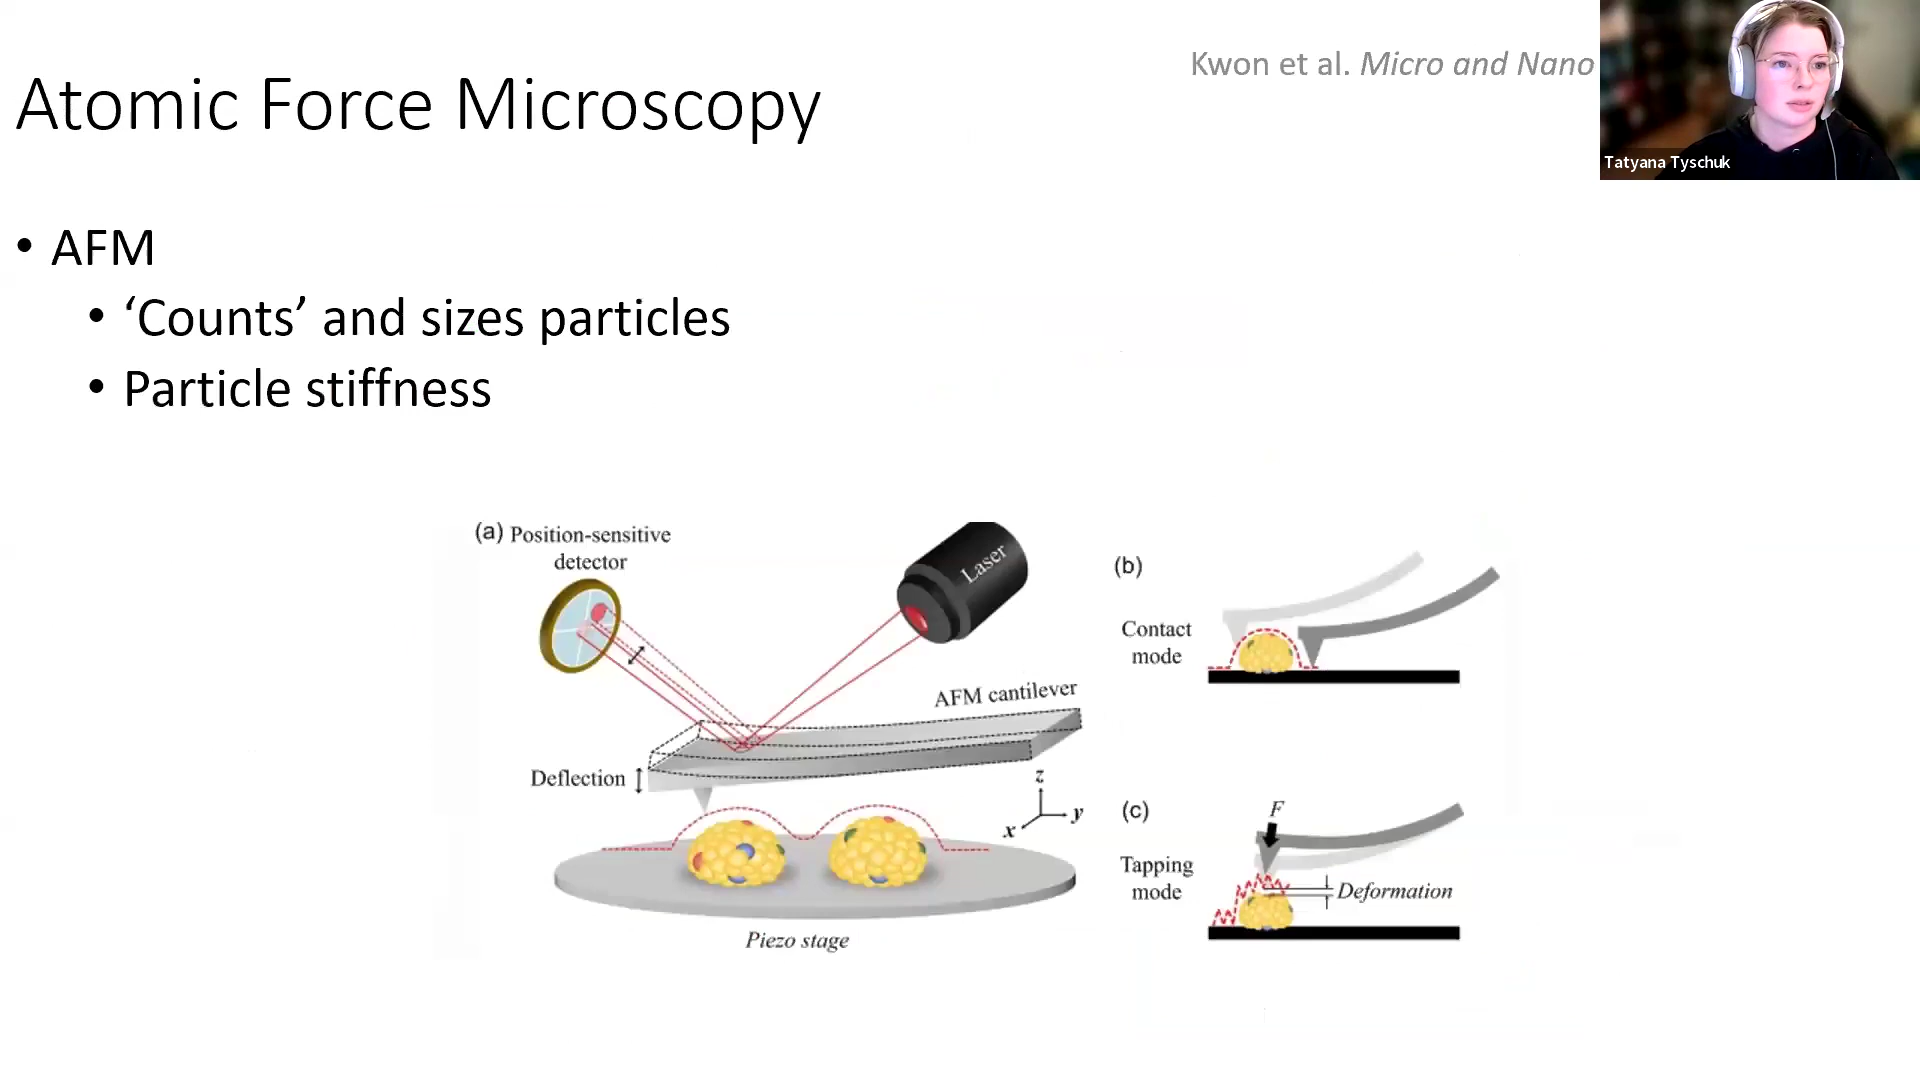 Kwon et al. Micro and Nano
Atomic Force Microscopy
Tatyana Tyschuk
• AFM
• ‘Counts’ and sizes particles
• Particle stiffness
(a) Position-sensitive
detector
Laser
AFM cantilever
Deflection
z
y
x
Piezo stage
(b)
Contact
mode
(c)
F
Tapping
mode
Deformation